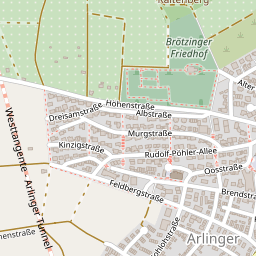 Kaltenberg
Brötzinger
Friedhof
Alter
Hohenstraße
Dreisamstraße
Albstraße
Murgstraße
Kinzigstraße
Rudolf-Pöhler-Allee
Oosstraße
Feldbergstraße
Brendstraße
Westtangente - Arlinger Tunnel
Arlinger